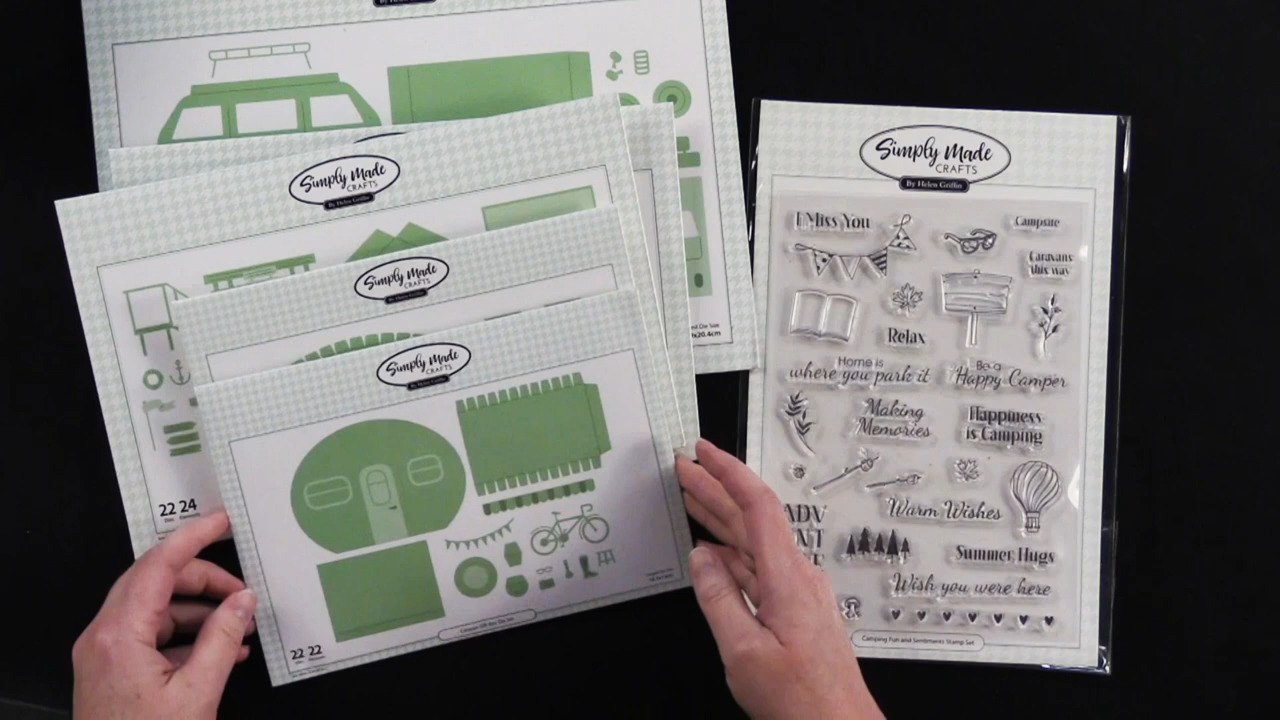 Simply Made
CRAFTS
By Helen Griffin
Simply Made
CRAFTS
22 24
Simply Made
CRAFTS
Simply Made
CRAFTS
22 22
Simply Made
CRAFTS
By Helen Griffin
I Miss You
Campsite
Caravans
this way
Relax
Home is
where you park it
Be a
Happy Camper
Making
Memories
Happiness
is Camping
Warm Wishes
ADV
Summer Hugs
Wish you were here
Camping Fun and Sentiments Stamp Set